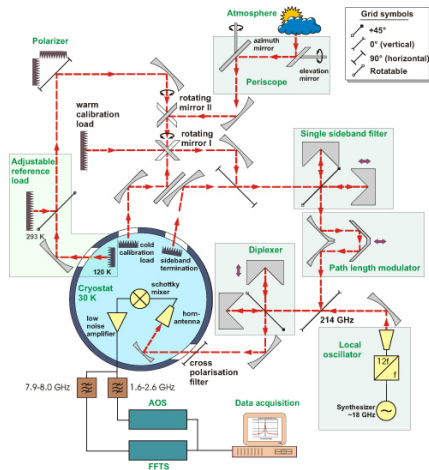 Atmosphere
Grid symbols
+45°
0° (vertical)
90° (horizontal)
Rotatable
azimuth
mirror
elevation
mirror
Periscope
Polarizer
rotating
mirror II
warm
calibration
load
rotating
mirror I
Single sideband filter
Adjustable
reference
load
293 K
120 K
cold
calibration
load
sideband
termination
Path length modulator
Cryostat
30 K
schottky
mixer
low
noise
amplifier
horn-
antenna
Diplexer
214 GHz
cross
polarisation
filter
Local
oscillator
12f
f
Synthesizer
~18 GHz
7.9-8.0 GHz
1.6-2.6 GHz
AOS
FFTS
Data acquisition